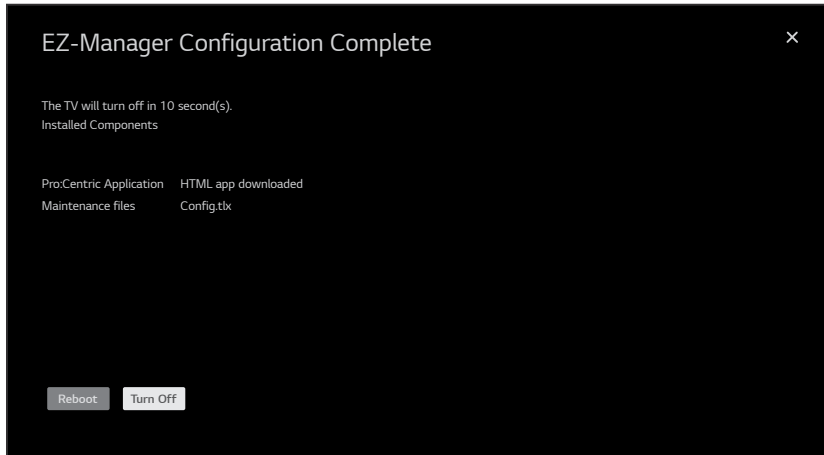 EZ-Manager Configuration Complete
The TV will turn off in 10 second(s).
Installed Components
Pro:Centric Application HTML app downloaded
Maintenance files Config.tlx
Reboot Turn Off